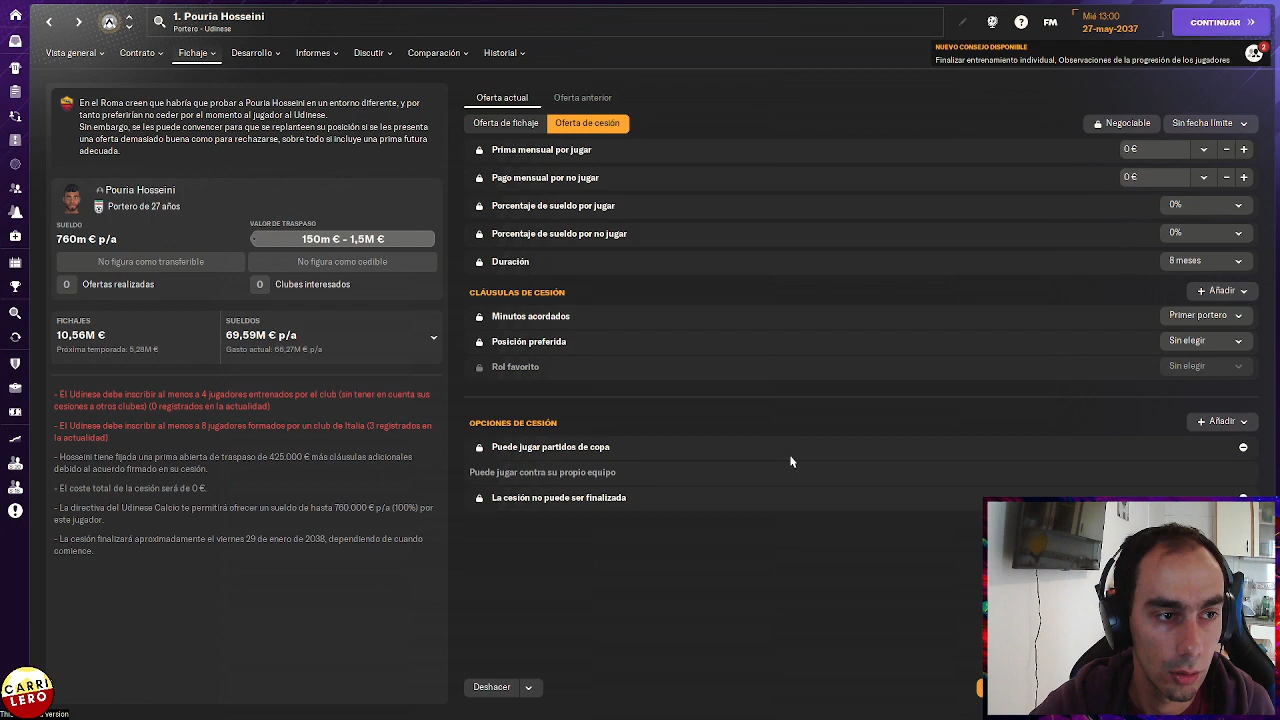 1. Pouria Hosseini
Portero - Udinese
FM
Mié 13:00
27-may-2037
CONTINUAR
Vista general
Contrato
Fichaje
Desarrollo
Informes
Discutir
Comparación
Historial
NUEVO CONSEJO DISPONIBLE
Finalizar entrenamiento individual, Observaciones de la progresión de los jugadores
2
En el Roma creen que habría que probar a Pouria Hosseini en un entorno diferente, y por
tanto preferirían no ceder por el momento al jugador al Udinese.
Sin embargo, se les puede convencer para que se replanteen su posición si se les presenta
una oferta demasiado buena como para rechazarse, sobre todo si incluye una prima futura
adecuada.
Pouria Hosseini
Portero de 27 años
SUELDO
760m € p/a
VALOR DE TRASPASO
150m € - 1,5M €
No figura como transferible
No figura como cedible
0 Ofertas realizadas
0 Clubes interesados
FICHAJES
10,56M €
Próxima temporada: 5,28M €
SUELDOS
69,59M € p/a
Gasto actual: 66,27M € p/a
- El Udinese debe inscribir al menos a 4 jugadores entrenados por el club (sin tener en cuenta sus
cesiones a otros clubes) (0 registrados en la actualidad)
- El Udinese debe inscribir al menos a 8 jugadores formados por un club de Italia (3 registrados en
la actualidad)
- Hosseini tiene fijada una prima abierta de traspaso de 425.000 € más cláusulas adicionales
debido al acuerdo firmado en su cesión.
- El coste total de la cesión será de 0 €.
- La directiva del Udinese Calcio te permitirá ofrecer un sueldo de hasta 760.000 € p/a (100%) por
este jugador.
- La cesión finalizará aproximadamente el viernes 29 de enero de 2038, dependiendo de cuando
comience.
Oferta actual
Oferta anterior
Oferta de fichaje
Oferta de cesión
Negociable
Sin fecha límite
Prima mensual por jugar
0 €
Pago mensual por no jugar
0 €
Porcentaje de sueldo por jugar
0%
Porcentaje de sueldo por no jugar
0%
Duración
8 meses
CLÁUSULAS DE CESIÓN
Añadir
Minutos acordados
Primer portero
Posición preferida
Sin elegir
Rol favorito
Sin elegir
OPCIONES DE CESIÓN
Añadir
Puede jugar partidos de copa
Puede jugar contra su propio equipo
La cesión no puede ser finalizada
Deshacer
CARRI
LERO
version